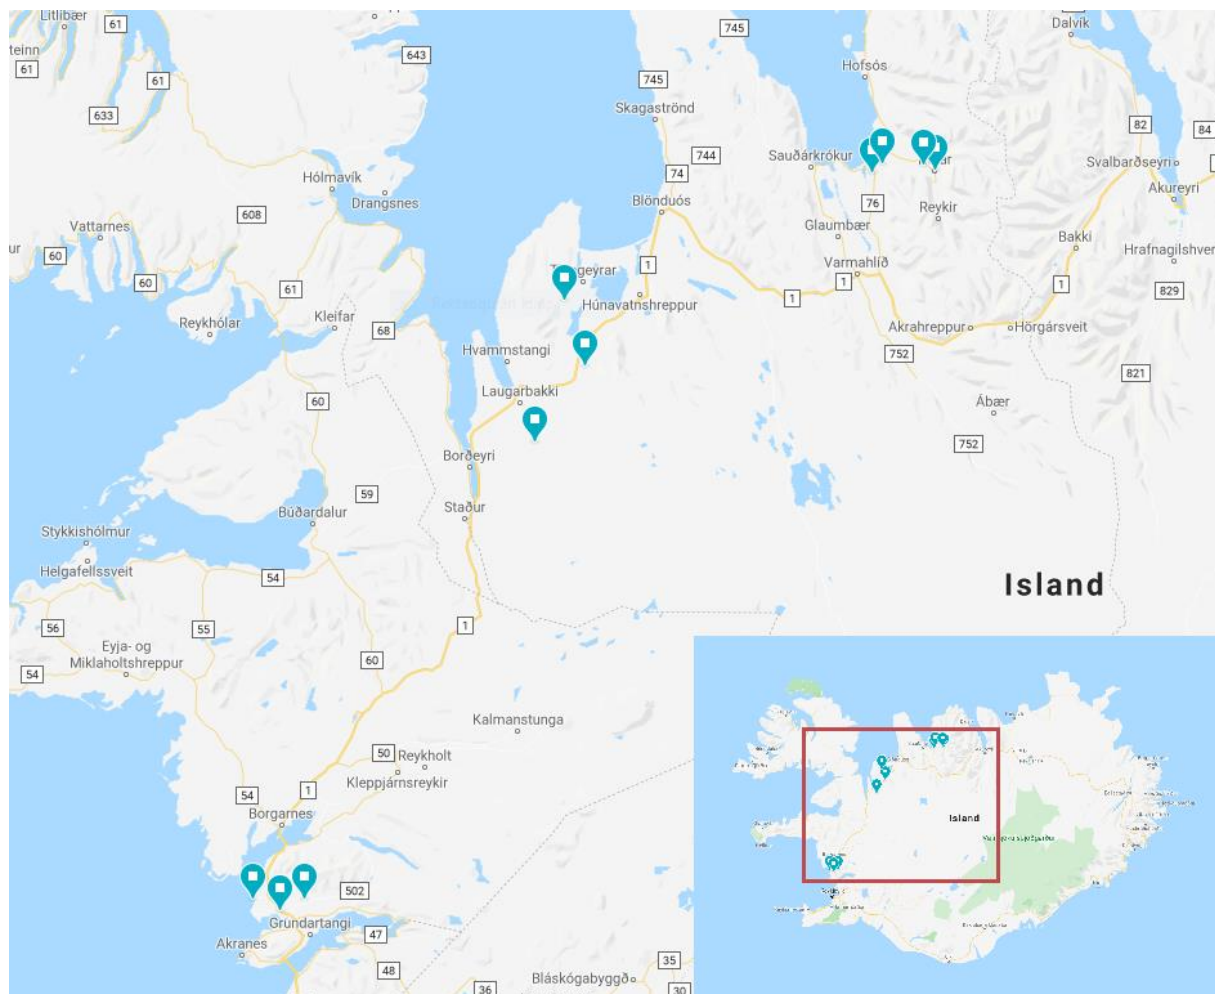 Litlibær
61
745
Dalvík
teinn
61
61
643
745
Hofsós
633
Skagaströnd
82
84
744
Sauðárkrókur
Svalbarðseyri
Hólmavík
74
Akureyri
Drangsnes
Blönduós
76
Reykir
608
Vattarnes
Glaumbær
Bakki
ur
60
1
Varmahlíð
Hrafnagilshver
60
61
1
1
829
Húnavatnshreppur
1
Reykhólar
Kleifar
68
Akrahreppur
Hörgársveit
Hvammstangi
752
821
Laugarbakki
60
Ábær
752
Borðeyri
59
Búðardalur
Staður
Stykkishólmur
Helgafellssveit
54
Island
56
55
1
Eyja- og
Miklaholtshreppur
60
54
Kalmanstunga
50
Reykholt
Kleppjárnsreykir
54
1
Borgarnes
Island
502
Grundartangi
47
Akranes
48
Bláskógabyggð
35
36
30